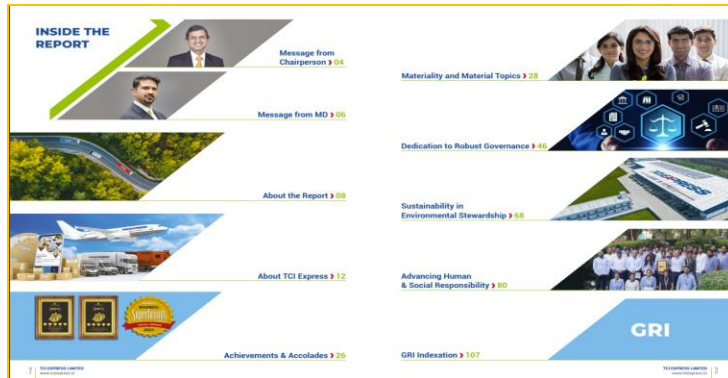 INSIDE THE
REPORT
Message from
Chairperson › 04
Message from MD › 06
About the Report › 08
About TCI Express › 12
Achievements & Accolades › 26
TCI EXPRESS LIMITED
Materiality and Material Topics › 28
Dedication to Robust Governance › 46
Sustainability in
Environmental Stewardship › 68
Advancing Human
& Social Responsibility › 80
GRI
GRI Indexation › 107
TCI EXPRESS LIMITED
3